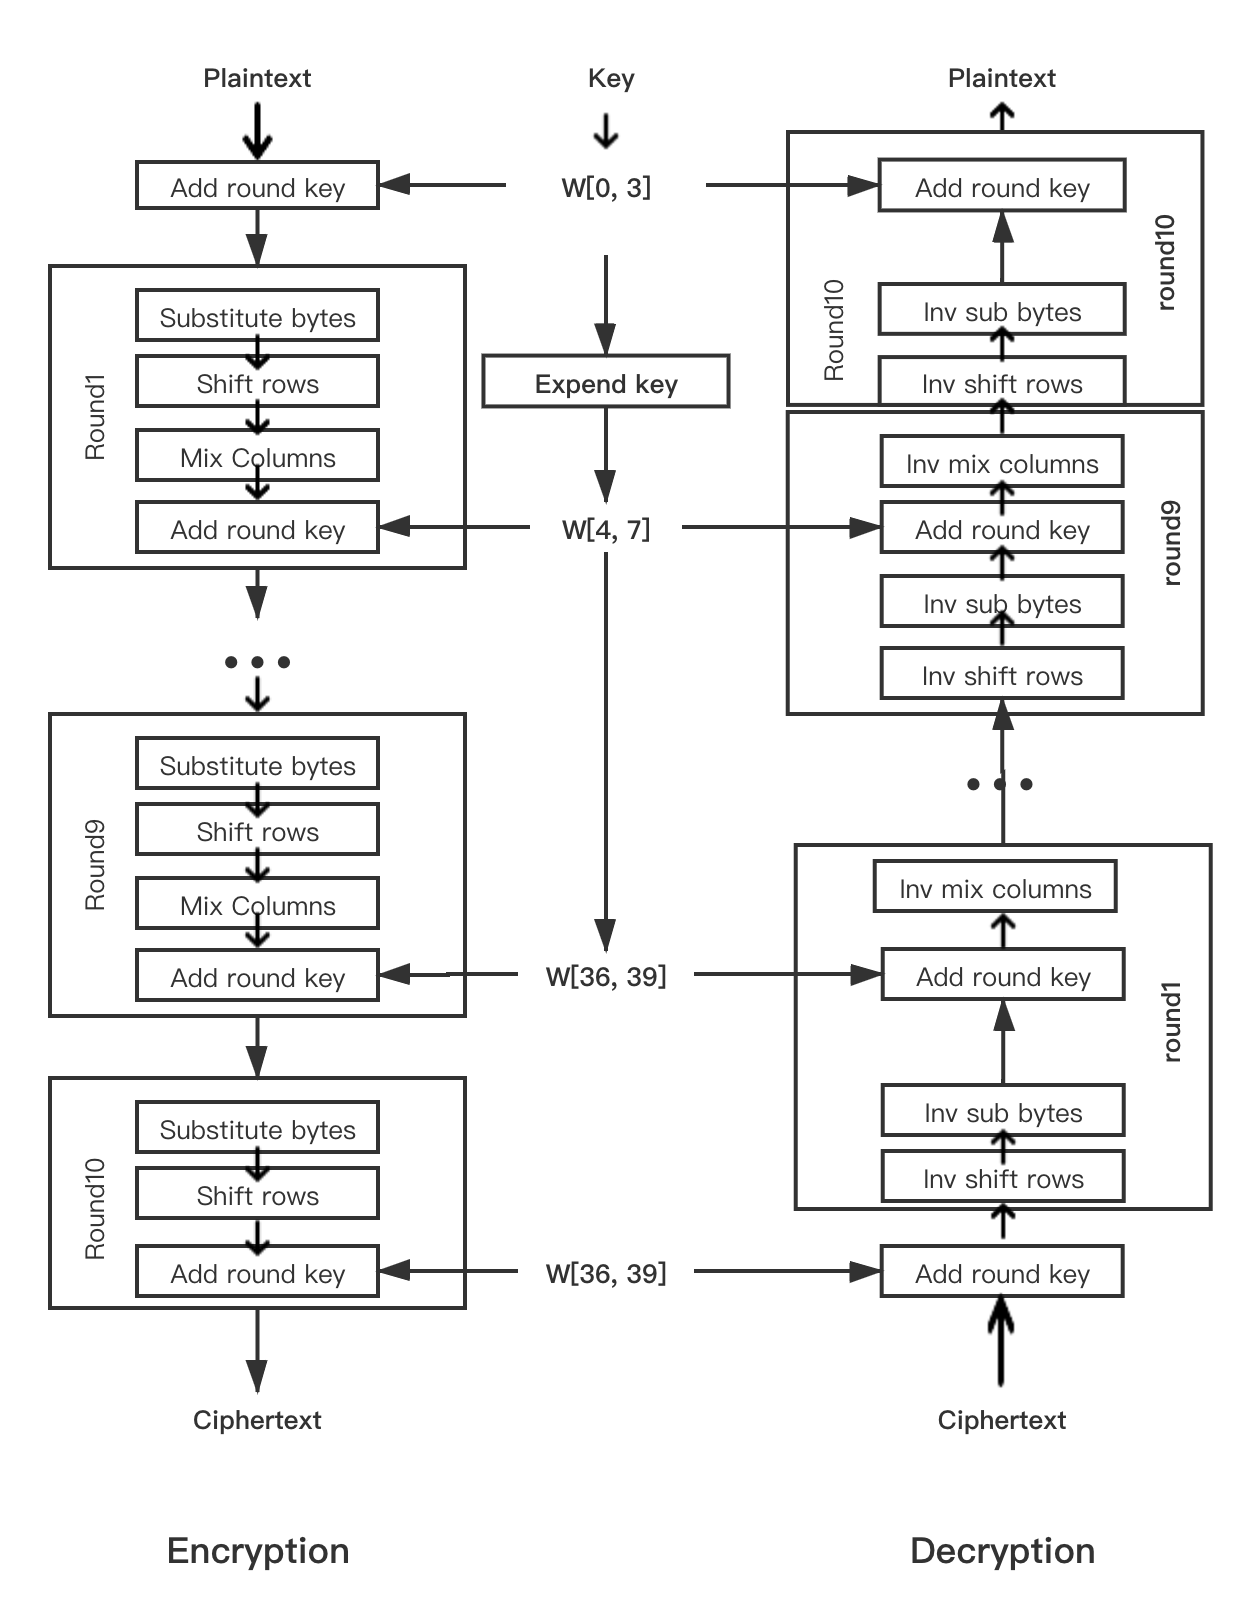 Plaintext
Key
Plaintext
Add round key
W[0, 3]
Add round key
round10
Round10
Inv sub bytes
Inv shift rows
Round1
Substitute bytes
Shift rows
Mix Columns
Add round key
Expend key
W[4, 7]
Inv mix columns
Add round key
Inv sub bytes
Inv shift rows
round9
•••
Round9
Substitute bytes
Shift rows
Mix Columns
Add round key
W[36, 39]
•••
Inv mix columns
Add round key
Inv sub bytes
Inv shift rows
round1
Round10
Substitute bytes
Shift rows
Add round key
W[36, 39]
Add round key
Ciphertext
Ciphertext
Encryption
Decryption